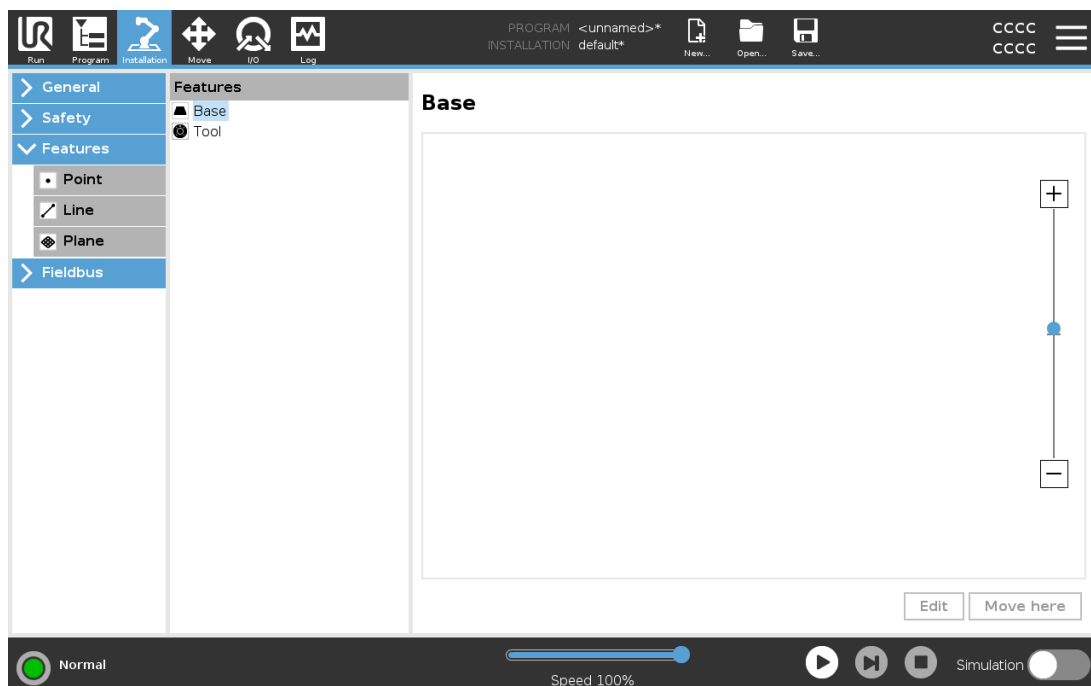 PROGRAM <unnamed>*
INSTALLATION default*
CCCC
CCCC
Run Program Installation Move I/O Log New... Open... Save...
General
Safety
Features
Point
Line
Plane
Fieldbus
Features
Base
Tool
Base
Edit Move here
Normal
Speed 100%
Simulation